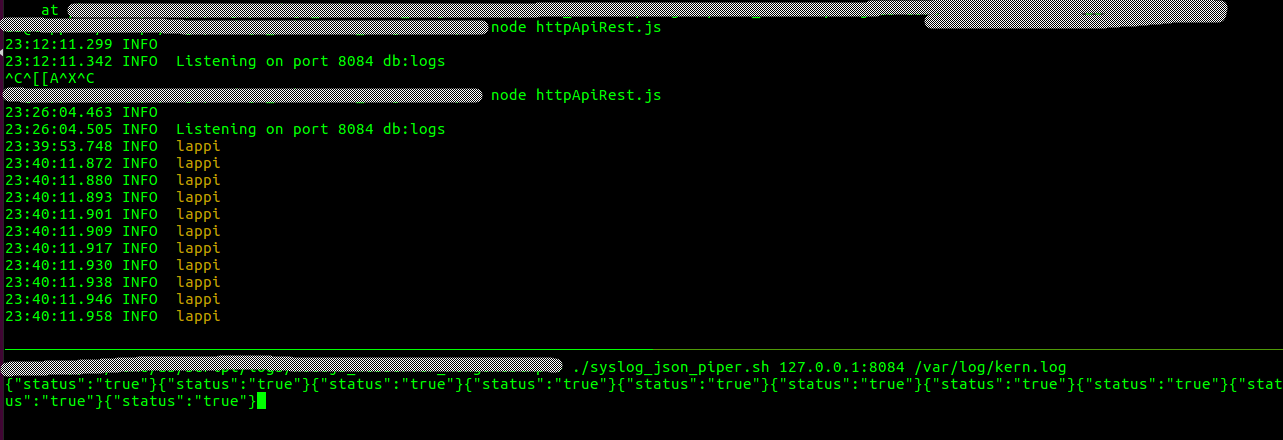 at
node httpApiRest.js
23:12:11.299 INFO
23:12:11.342 INFO  Listening on port 8084 db:logs
^C^[[A^X^C
node httpApiRest.js
23:26:04.463 INFO
23:26:04.505 INFO  Listening on port 8084 db:logs
23:39:53.748 INFO  lappi
23:40:11.872 INFO  lappi
23:40:11.880 INFO  lappi
23:40:11.893 INFO  lappi
23:40:11.901 INFO  lappi
23:40:11.909 INFO  lappi
23:40:11.917 INFO  lappi
23:40:11.930 INFO  lappi
23:40:11.938 INFO  lappi
23:40:11.946 INFO  lappi
23:40:11.958 INFO  lappi
./syslog_json_piper.sh 127.0.0.1:8084 /var/log/kern.log
{"status":"true"}{"status":"true"}{"status":"true"}{"status":"true"}{"status":"true"}{"status":"true"}{"status":"true"}{"status":"true"}{"stat
us":"true"}{"status":"true"}